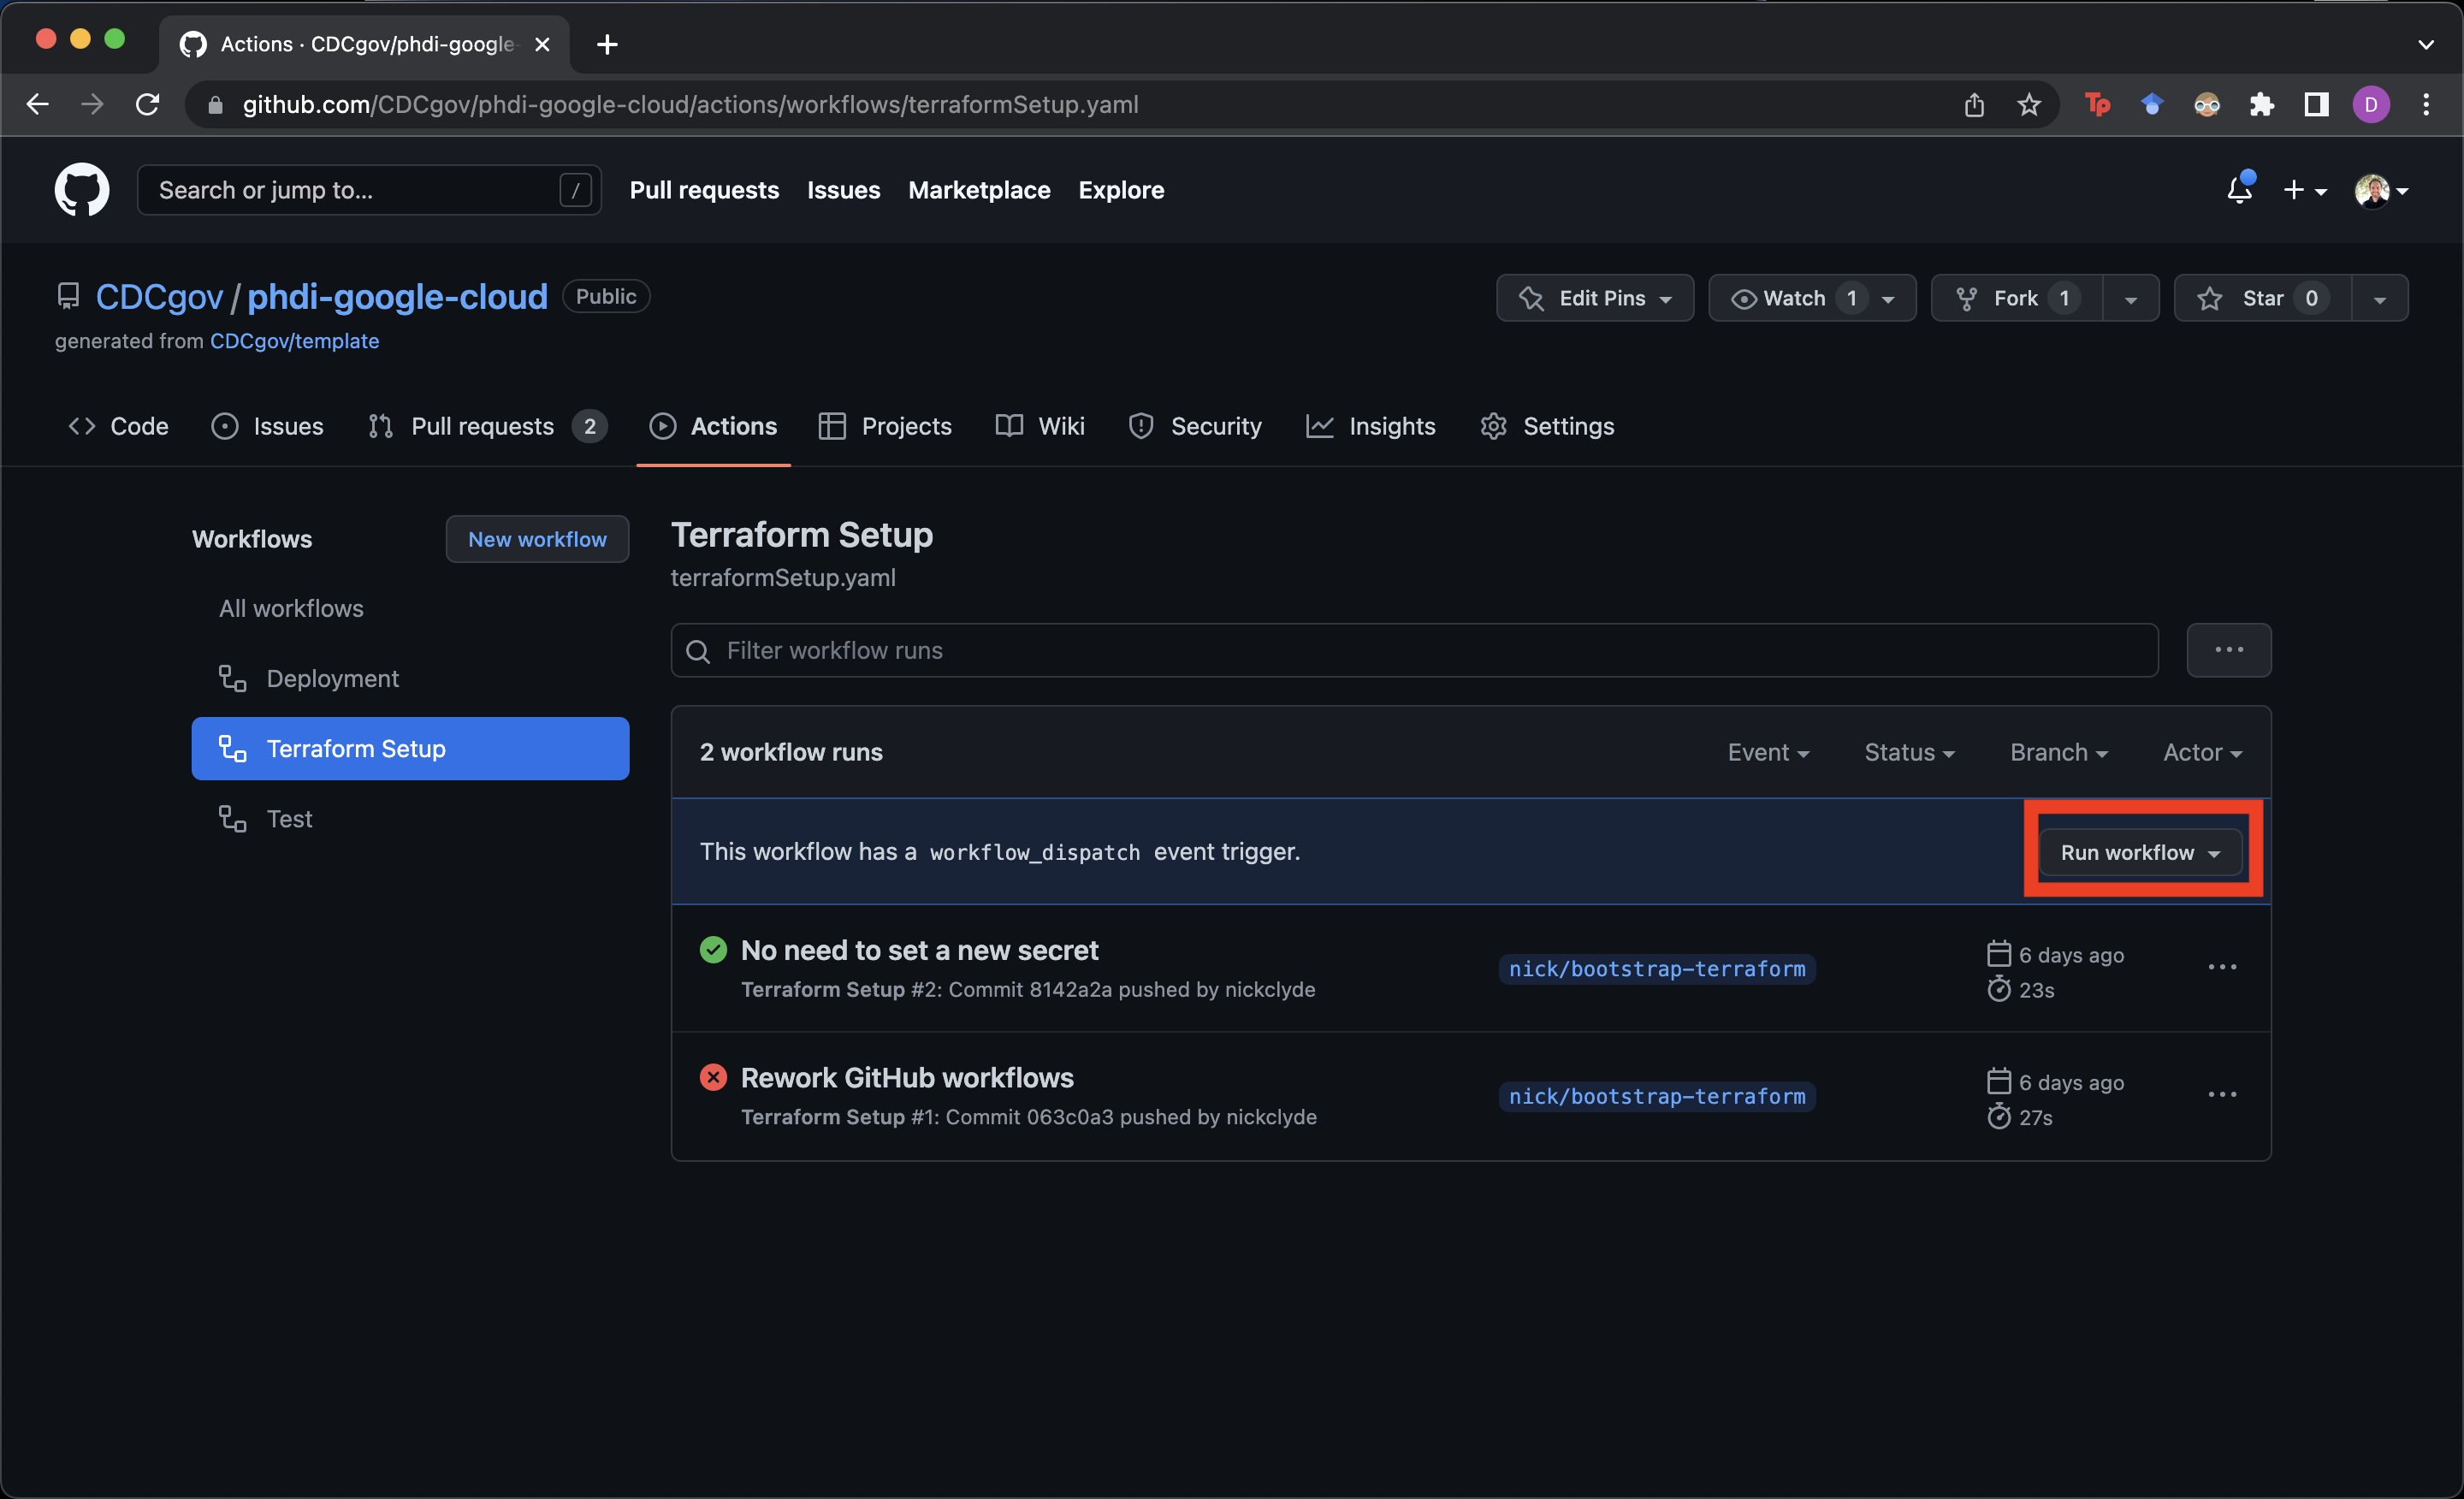 Actions · CDCgov/phdi-google-
github.com/CDCgov/phdi-google-cloud/actions/workflows/terraformSetup.yaml
Tp
D
Search or jump to...
/
Pull requests
Issues
Marketplace
Explore
CDCgov / phdi-google-cloud
Public
Edit Pins
Watch 1
Fork 1
Star 0
generated from CDCgov/template
Code
Issues
Pull requests 2
Actions
Projects
Wiki
Security
Insights
Settings
Workflows
New workflow
All workflows
Deployment
Terraform Setup
Test
Terraform Setup
terraformSetup.yaml
Filter workflow runs
2 workflow runs
Event
Status
Branch
Actor
This workflow has a workflow_dispatch event trigger.
Run workflow
No need to set a new secret
Terraform Setup #2: Commit 8142a2a pushed by nickclyde
nick/bootstrap-terraform
6 days ago
23s
Rework GitHub workflows
Terraform Setup #1: Commit 063c0a3 pushed by nickclyde
nick/bootstrap-terraform
6 days ago
27s